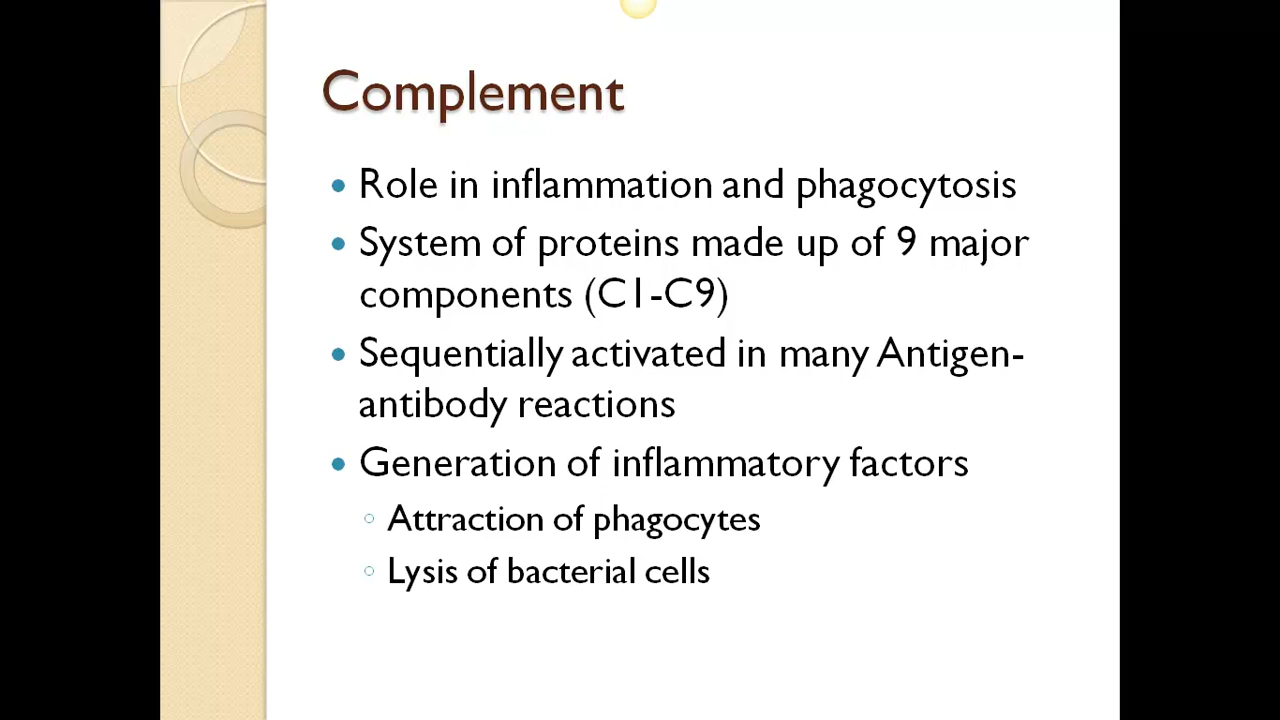 Complement
• Role in inflammation and phagocytosis
• System of proteins made up of 9 major
components (C1-C9)
• Sequentially activated in many Antigen-
antibody reactions
• Generation of inflammatory factors
◦ Attraction of phagocytes
◦ Lysis of bacterial cells